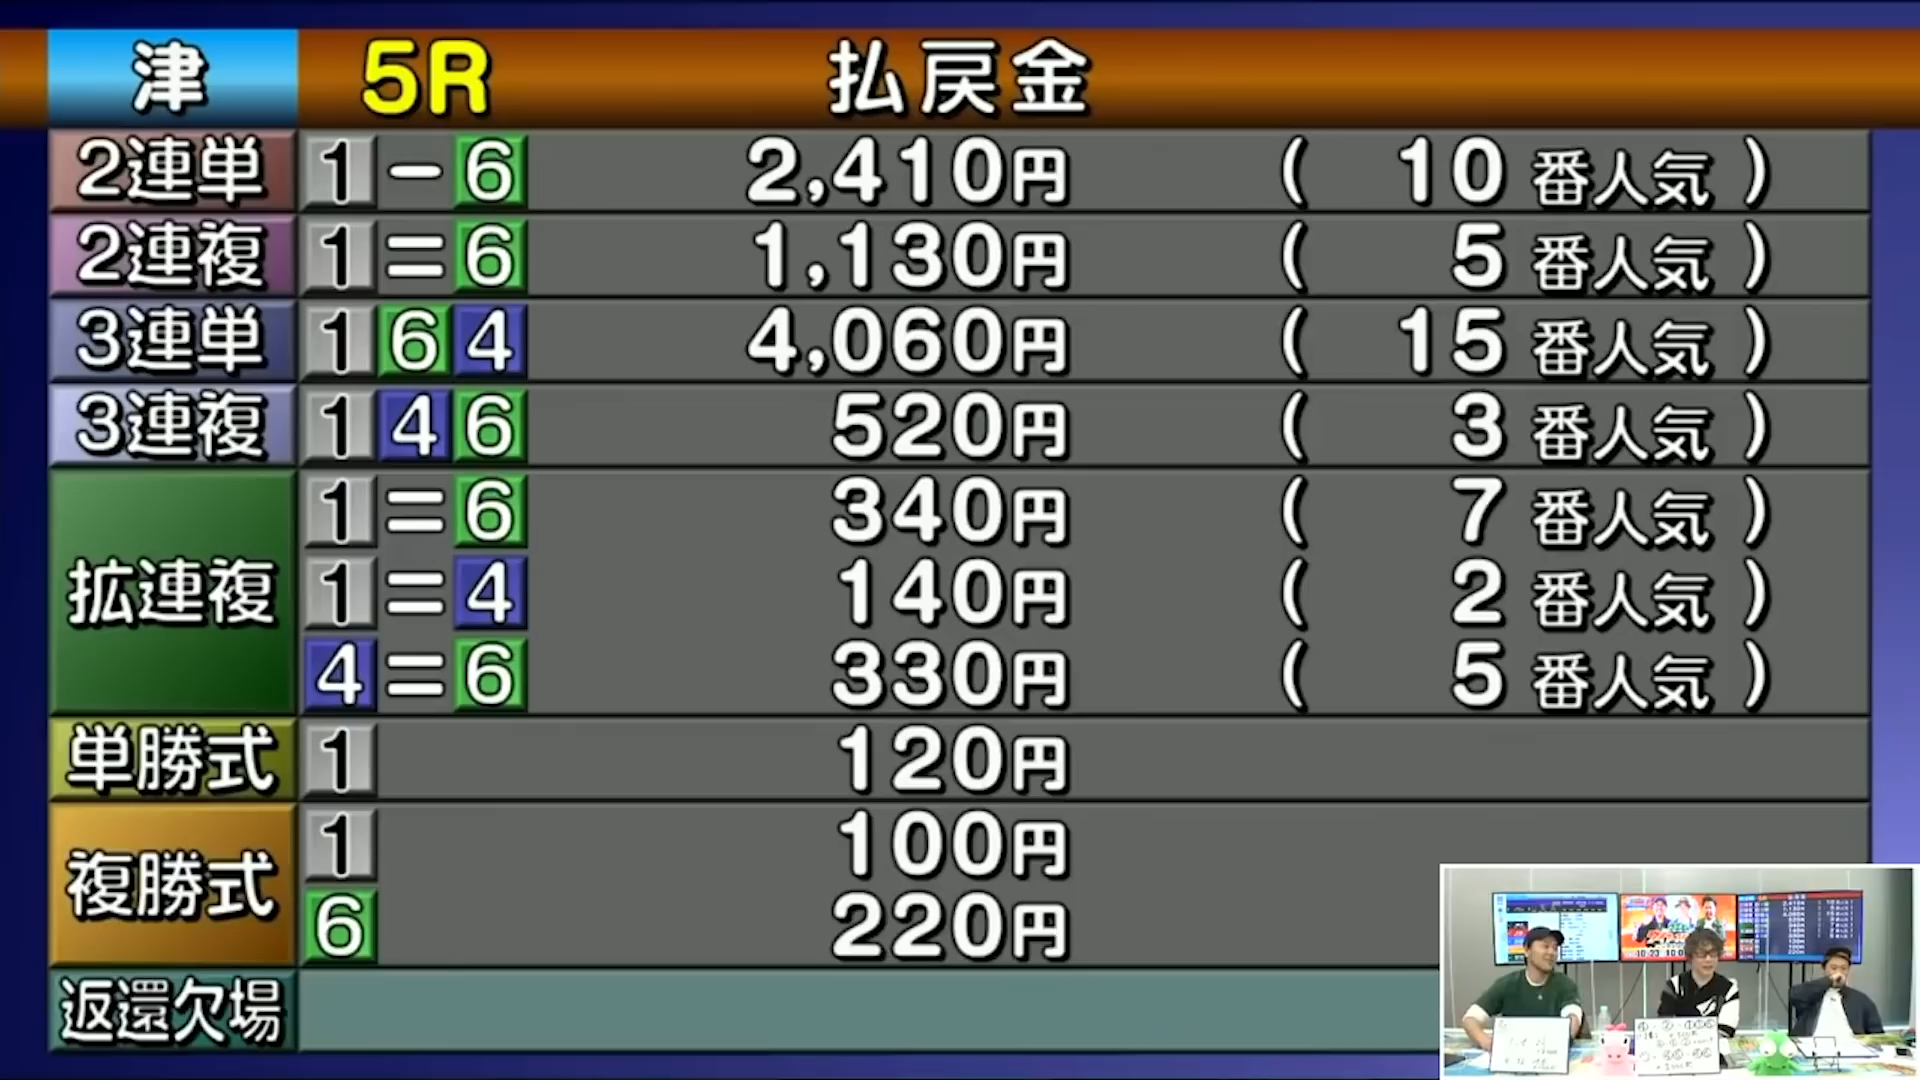 津 5R 払戻金
2連単 1-6 2,410円 ( 10 番人気 )
2連複 1=6 1,130円 ( 5 番人気 )
3連単 1 6 4 4,060円 ( 15 番人気 )
3連複 1 4 6 520円 ( 3 番人気 )
拡連複 1=6 340円 ( 7 番人気 )
1=4 140円 ( 2 番人気 )
4=6 330円 ( 5 番人気 )
単勝式 1 120円
複勝式 1 100円
6 220円
返還欠場